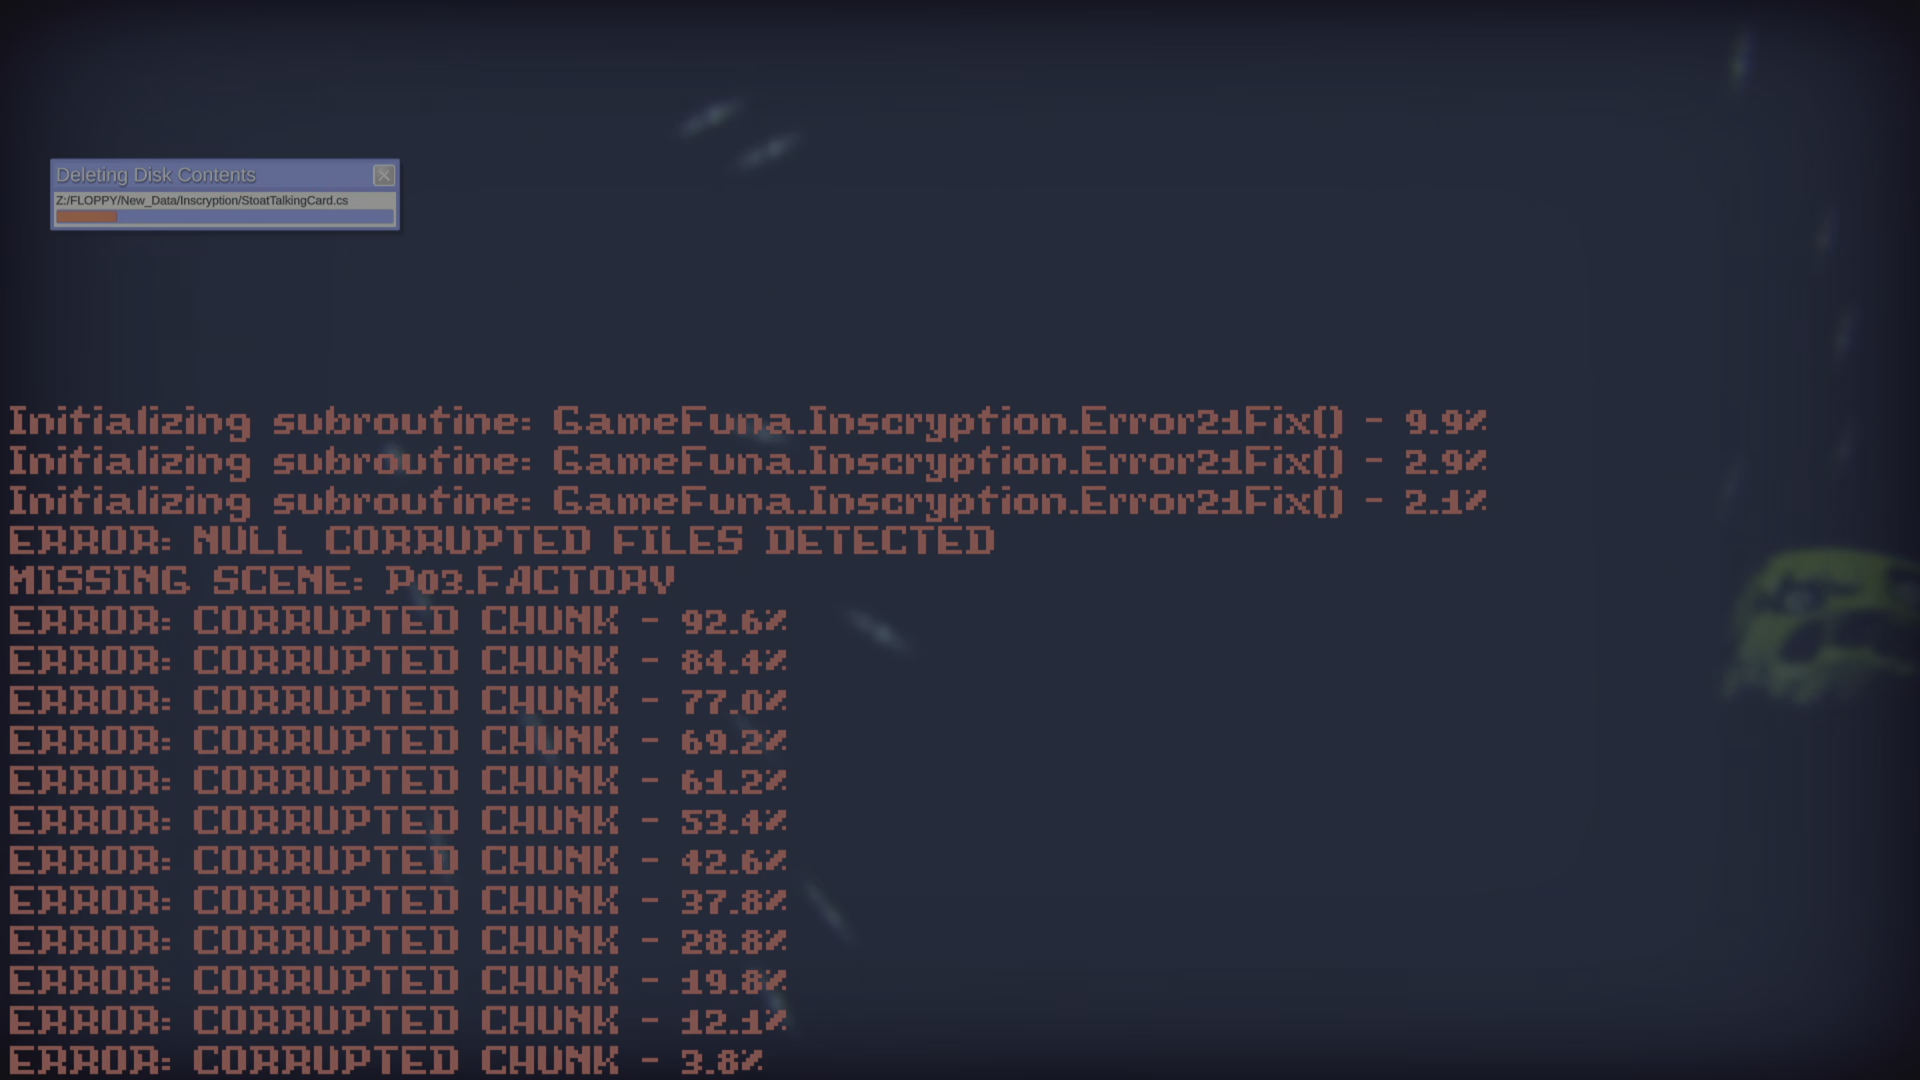 Deleting Disk Contents
Z:/FLOPPY/New_Data/Inscryption/StoatTalkingCard.cs
Initializing subroutine: GameFuna.Inscryption.Error21Fix() - 9.9%
Initializing subroutine: GameFuna.Inscryption.Error21Fix() - 2.9%
Initializing subroutine: GameFuna.Inscryption.Error21Fix() - 2.1%
ERROR: NULL CORRUPTED FILES DETECTED
MISSING SCENE: P03.FACTORY
ERROR: CORRUPTED CHUNK - 92.6%
ERROR: CORRUPTED CHUNK - 84.4%
ERROR: CORRUPTED CHUNK - 77.0%
ERROR: CORRUPTED CHUNK - 69.2%
ERROR: CORRUPTED CHUNK - 61.2%
ERROR: CORRUPTED CHUNK - 53.4%
ERROR: CORRUPTED CHUNK - 42.6%
ERROR: CORRUPTED CHUNK - 37.8%
ERROR: CORRUPTED CHUNK - 28.8%
ERROR: CORRUPTED CHUNK - 19.8%
ERROR: CORRUPTED CHUNK - 12.1%
ERROR: CORRUPTED CHUNK - 3.8%